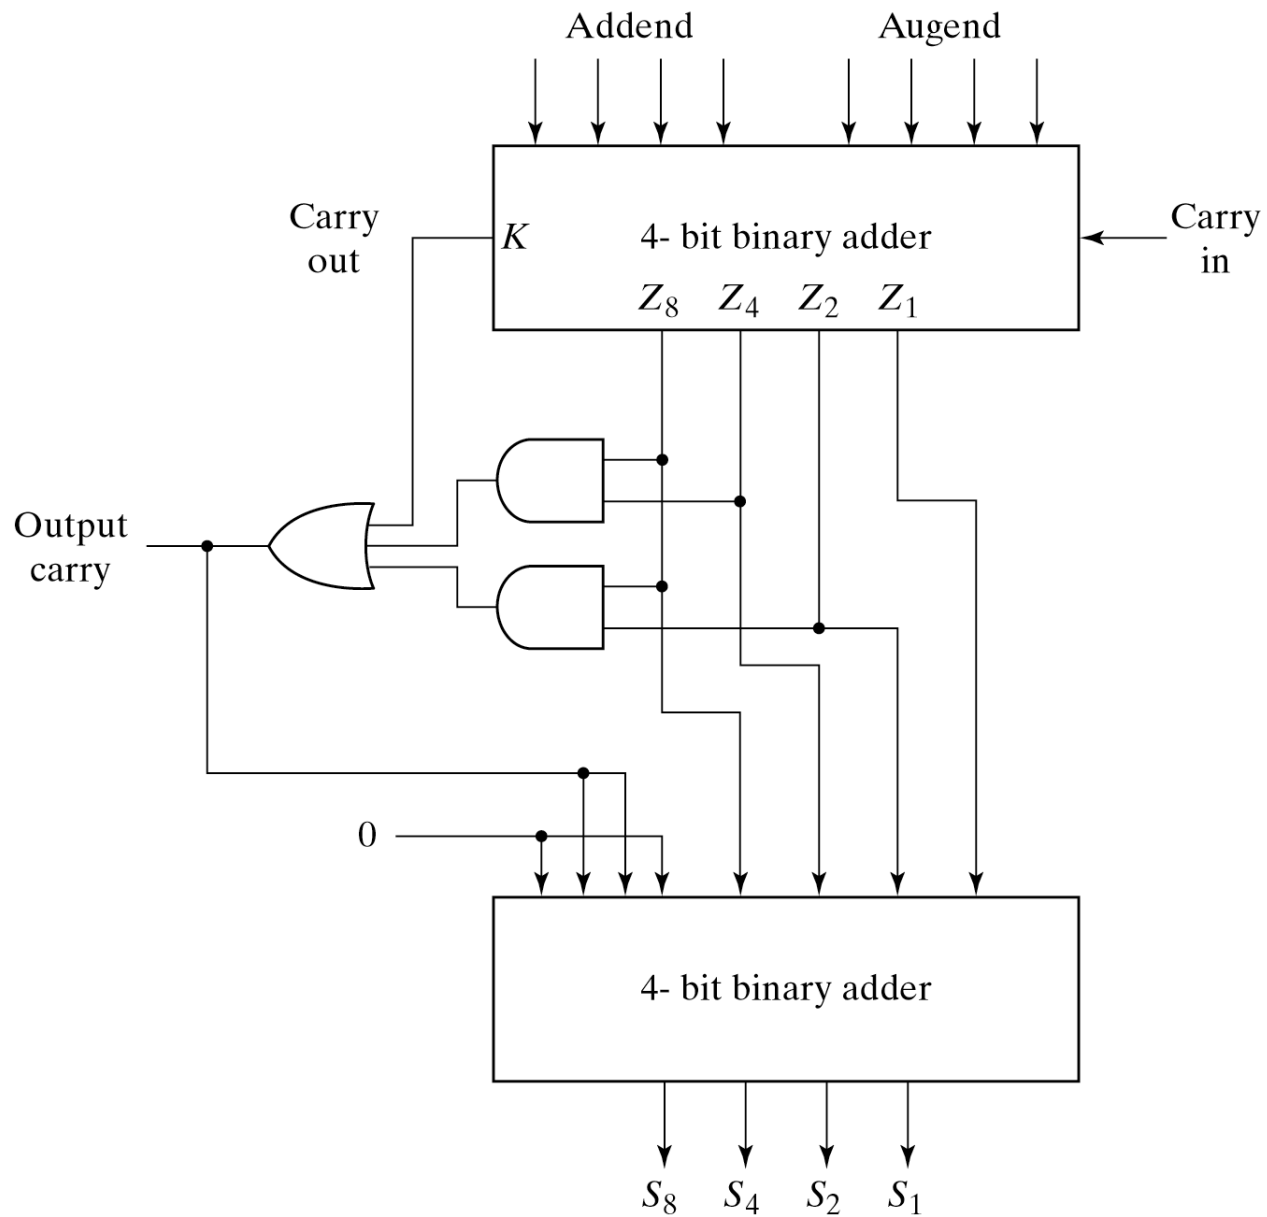 Addend Augend
Carry out
K 4- bit binary adder
Carry in
Z8 Z4 Z2 Z1
Output carry
0
4- bit binary adder
S8 S4 S2 S1